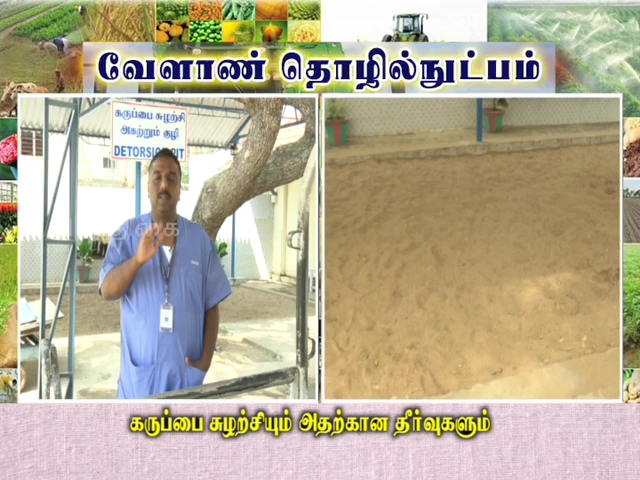 வேளாண் தொழில்நுட்பம்
கருப்பை சுழற்சி
அகற்றும் குழி
DETORSION PIT
கருப்பை சுழற்சியும் அதற்கான தீர்வுகளும்